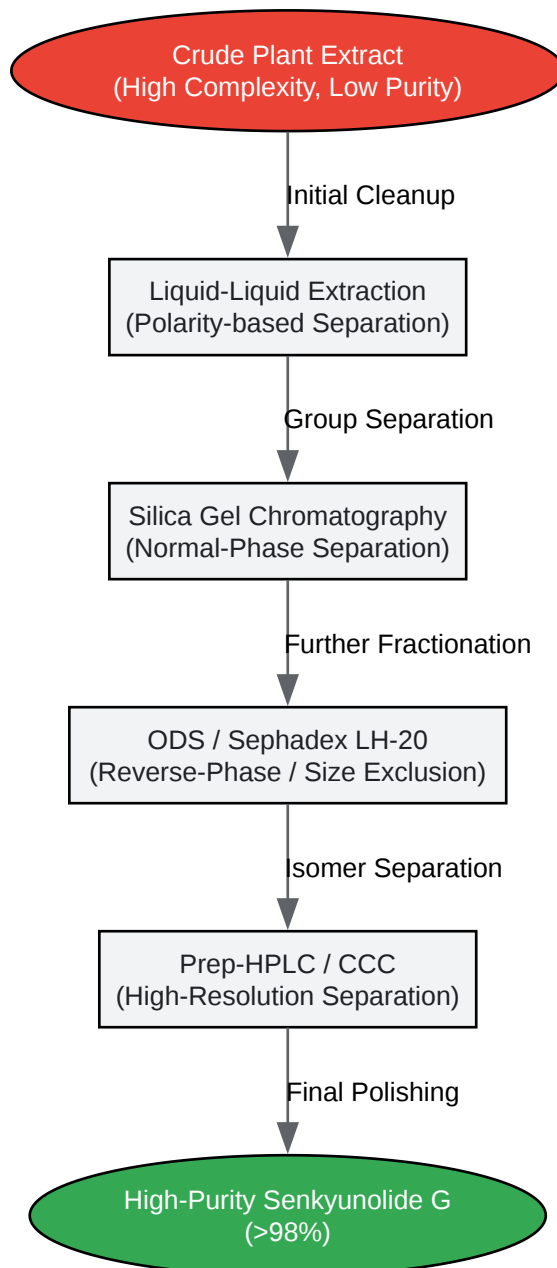 Crude Plant Extract
(High Complexity, Low Purity)
Initial Cleanup
Liquid-Liquid Extraction
(Polarity-based Separation)
Group Separation
Silica Gel Chromatography
(Normal-Phase Separation)
Further Fractionation
ODS / Sephadex LH-20
(Reverse-Phase / Size Exclusion)
Isomer Separation
Prep-HPLC / CCC
(High-Resolution Separation)
Final Polishing
High-Purity Senkyunolide G
(>98%)